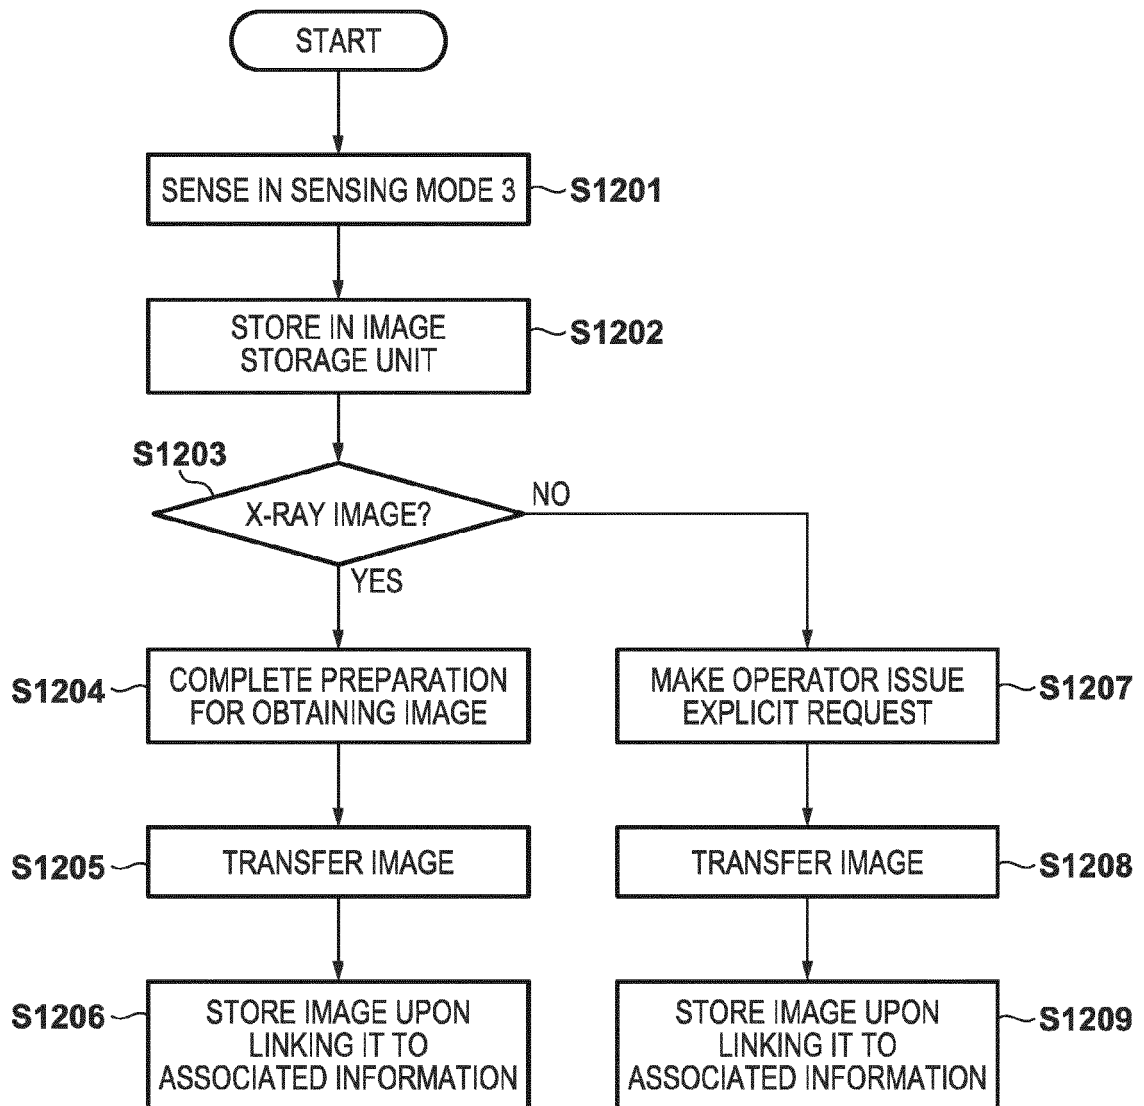 START
SENSE IN SENSING MODE 3
S1201
STORE IN IMAGE
STORAGE UNIT
S1202
S1203
X-RAY IMAGE?
NO
YES
S1204
COMPLETE PREPARATION
FOR OBTAINING IMAGE
MAKE OPERATOR ISSUE
EXPLICIT REQUEST
S1207
S1205
TRANSFER IMAGE
TRANSFER IMAGE
S1208
S1206
STORE IMAGE UPON
LINKING IT TO
ASSOCIATED INFORMATION
STORE IMAGE UPON
LINKING IT TO
ASSOCIATED INFORMATION
S1209